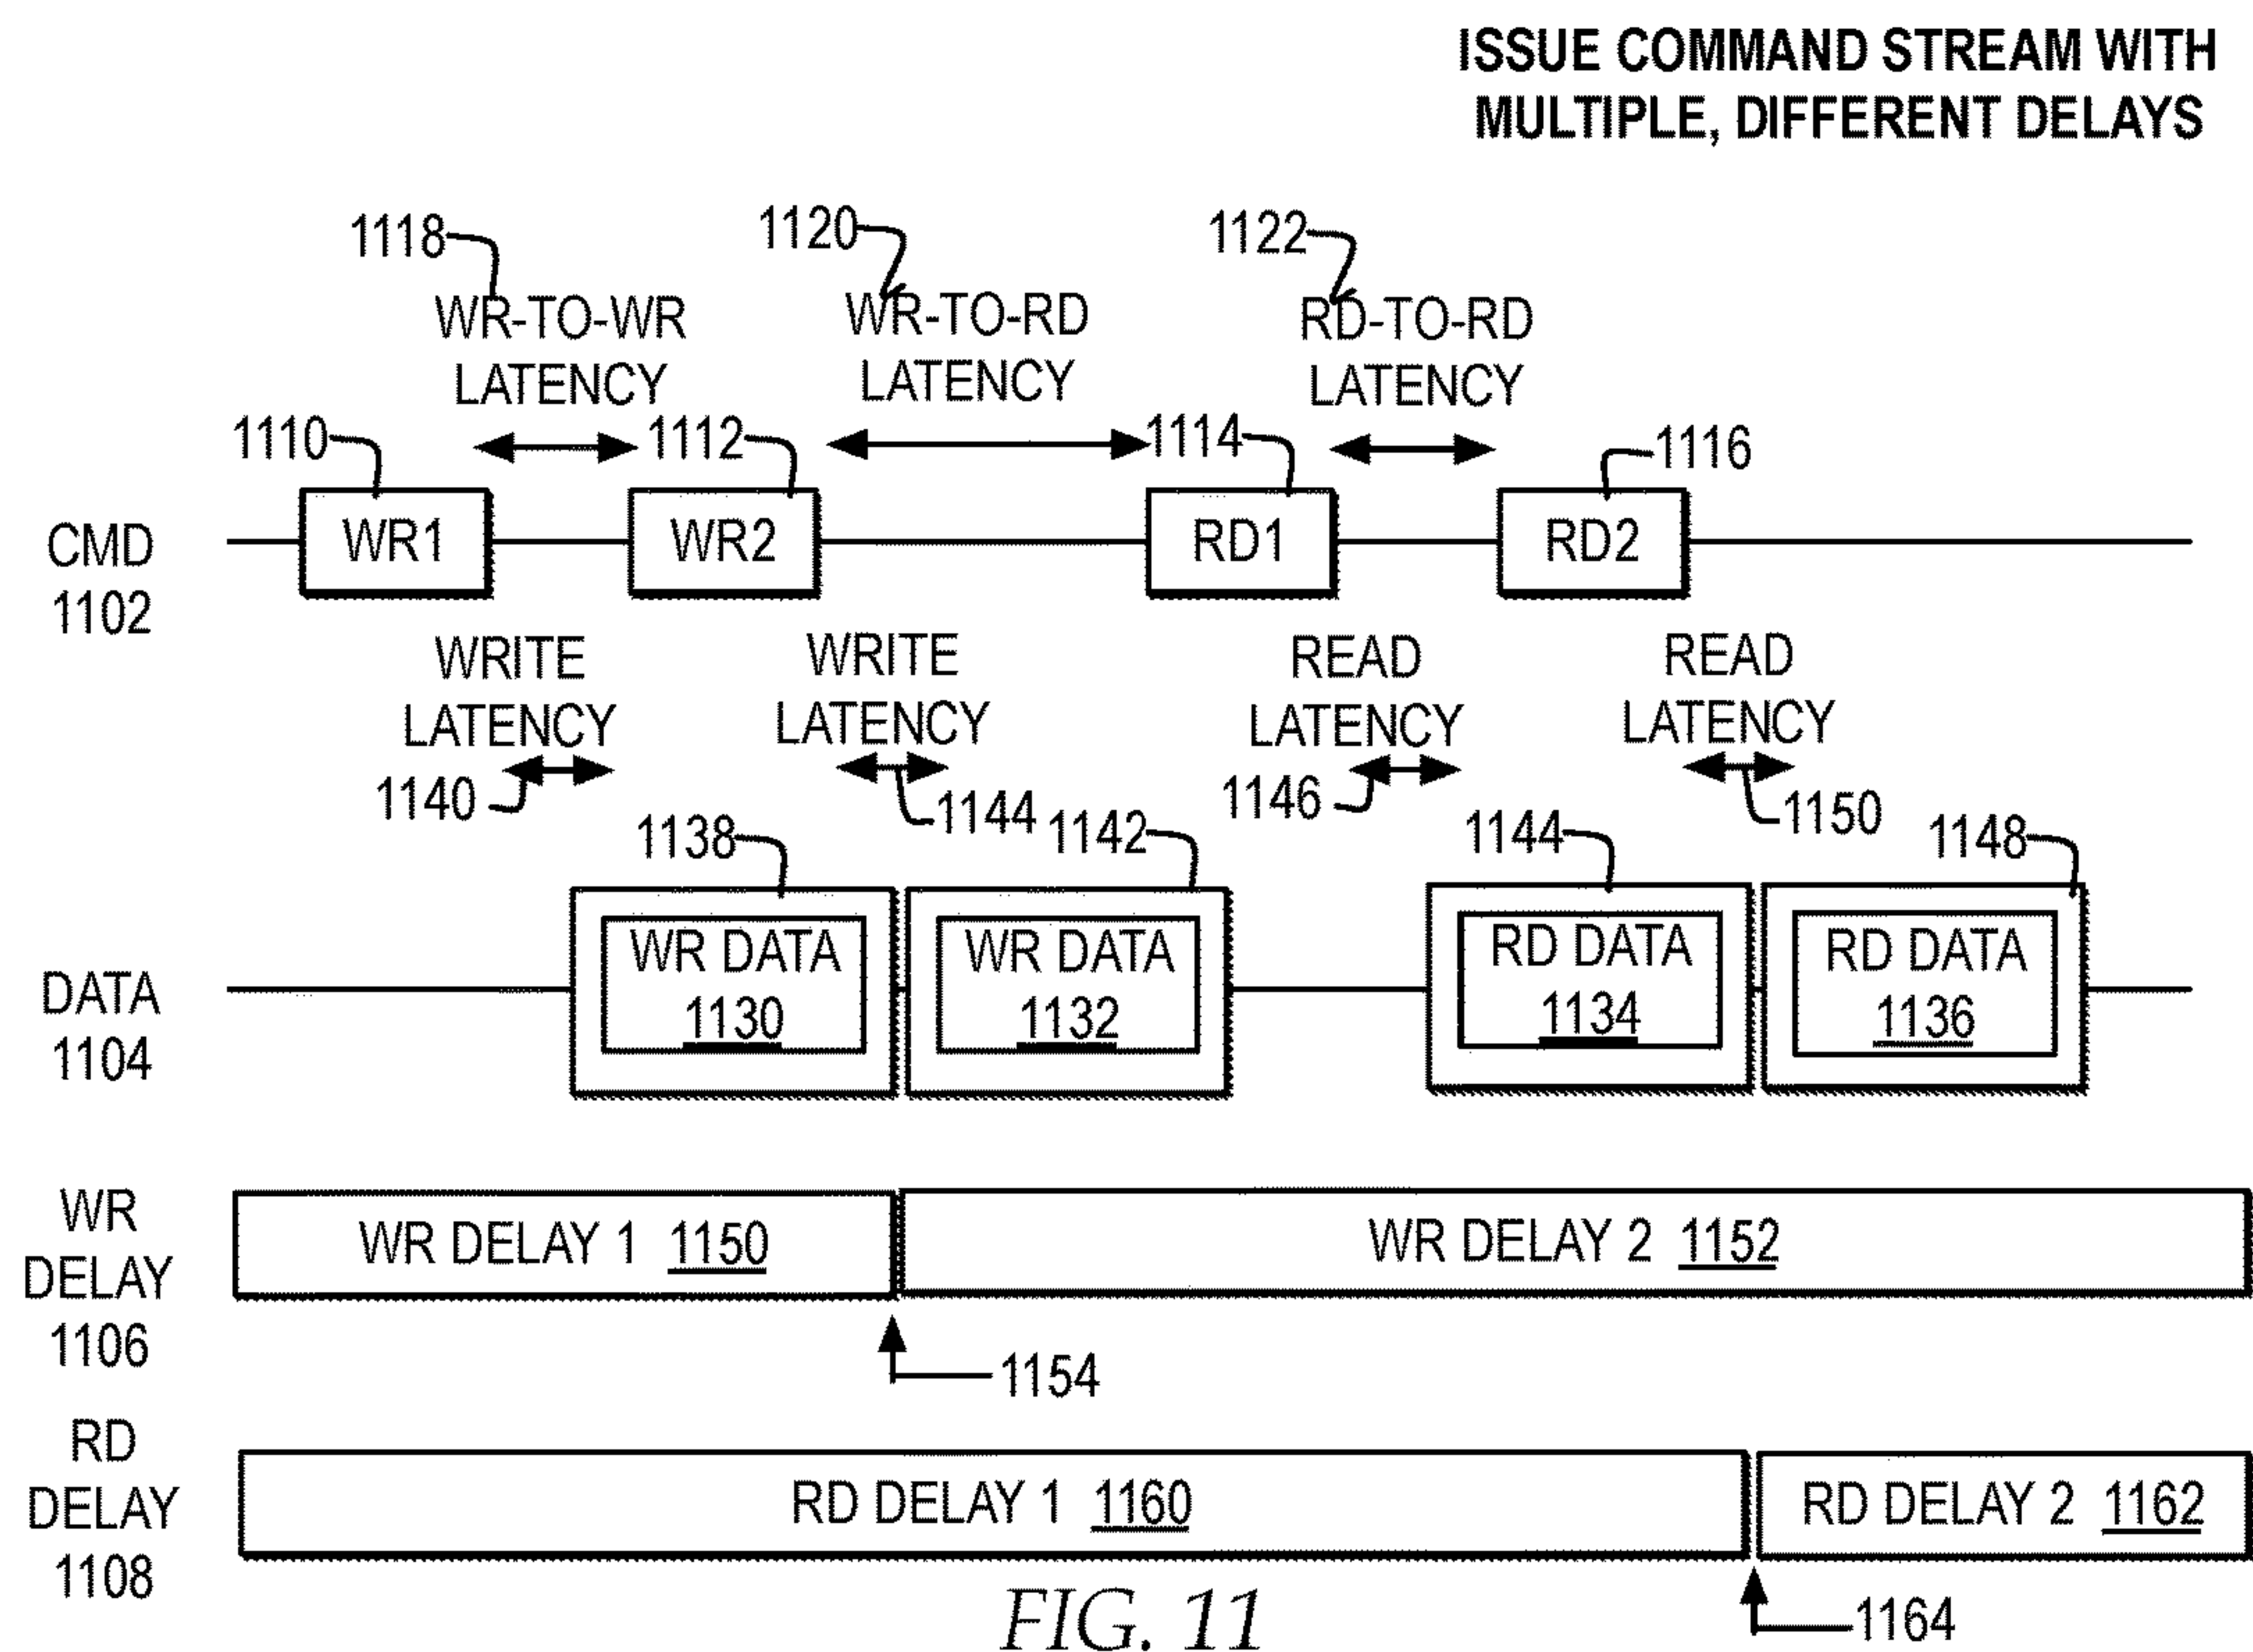 ISSUE COMMAND STREAM WITH
MULTIPLE, DIFFERENT DELAYS
1118
1120
1122
WR-TO-WR
LATENCY
WR-TO-RD
LATENCY
RD-TO-RD
LATENCY
1110
1112
1114
1116
CMD
1102
WR1
WR2
RD1
RD2
WRITE
LATENCY
WRITE
LATENCY
READ
LATENCY
READ
LATENCY
1140
1144
1146
1150
1138
1142
1144
1148
DATA
1104
WR DATA
1130
WR DATA
1132
RD DATA
1134
RD DATA
1136
WR
DELAY
1106
WR DELAY 1 1150
WR DELAY 2 1152
1154
RD
DELAY
1108
RD DELAY 1 1160
RD DELAY 2 1162
1164
FIG. 11